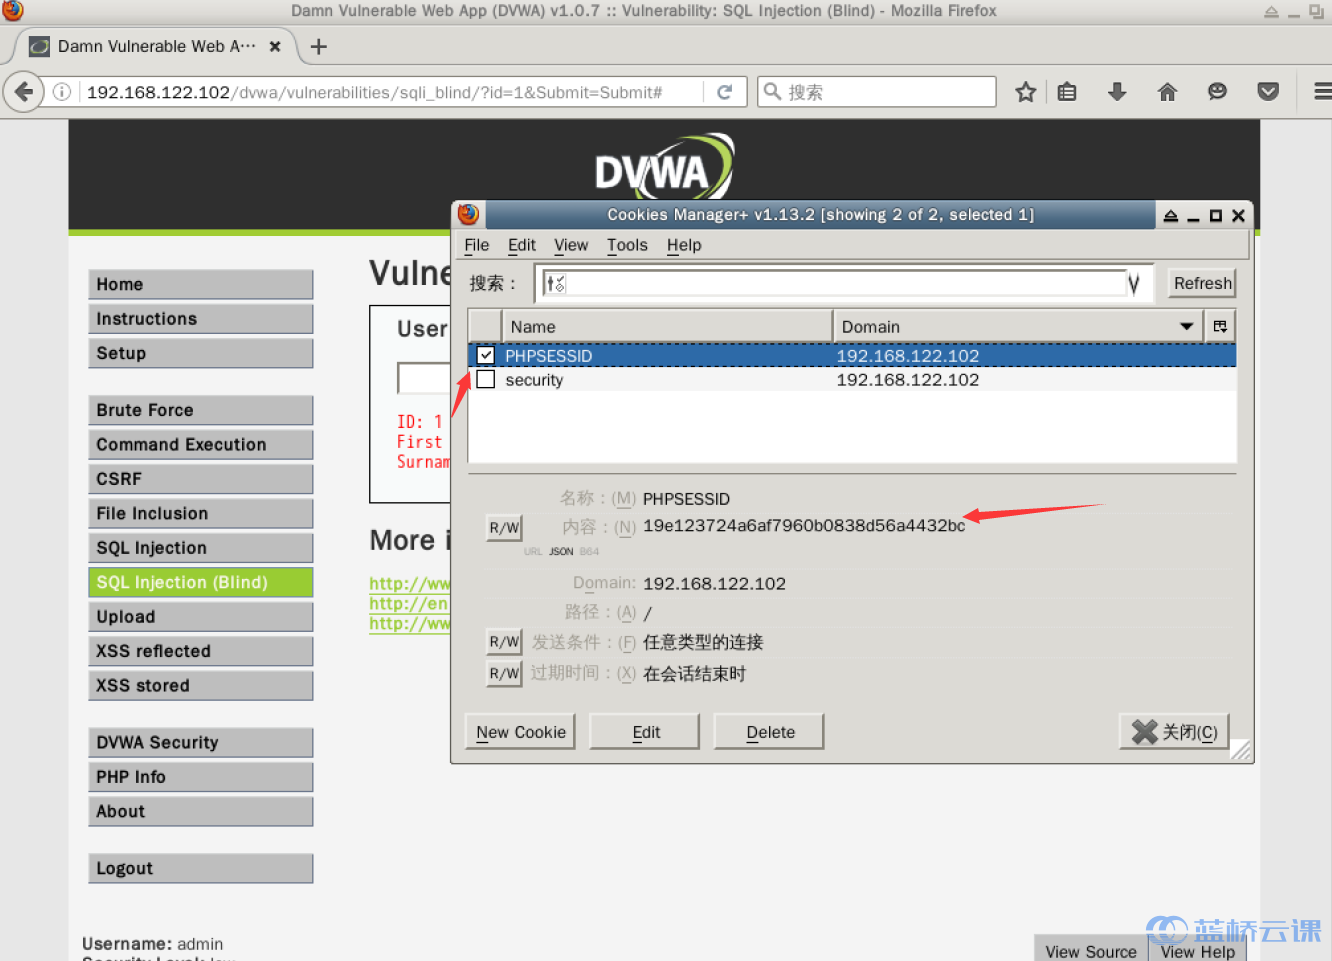 Damn Vulnerable Web App (DVWA) v1.0.7 :: Vulnerability: SQL Injection (Blind) - Mozilla Firefox
Damn Vulnerable Web A···
192.168.122.102/dvwa/vulnerabilities/sqli_blind/?id=1&Submit=Submit#
搜索
DVWA
Cookies Manager+ v1.13.2 [showing 2 of 2, selected 1]
File Edit View Tools Help
搜索：
Refresh
Name Domain
PHPSESSID 192.168.122.102
security 192.168.122.102
名称：(M) PHPSESSID
R/W 内容：(N) 19e123724a6af7960b0838d56a4432bc
URL JSON B64
Domain: 192.168.122.102
路径：(A) /
R/W 发送条件：(F) 任意类型的连接
R/W 过期时间：(X) 在会话结束时
New Cookie Edit Delete 关闭(C)
Home
Instructions
Setup
Brute Force
Command Execution
CSRF
File Inclusion
SQL Injection
SQL Injection (Blind)
Upload
XSS reflected
XSS stored
DVWA Security
PHP Info
About
Logout
Vulne
User
ID: 1
First
Surnam
More i
http://ww
http://en
http://ww
Username: admin
View Source View Help
蓝桥云课